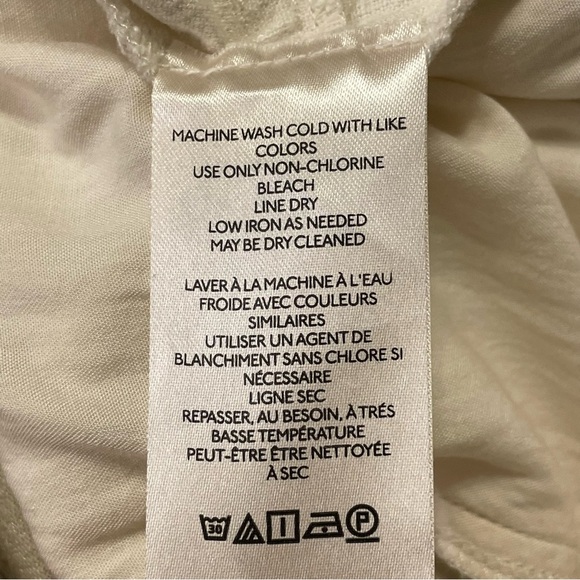 MACHINE WASH COLD WITH LIKE
COLORS
USE ONLY NON-CHLORINE
BLEACH
LINE DRY
LOW IRON AS NEEDED
MAY BE DRY CLEANED
LAVER À LA MACHINE À L'EAU
FROIDE AVEC COULEURS
SIMILAIRES
UTILISER UN AGENT DE
BLANCHIMENT SANS CHLORE SI
NÉCESSAIRE
LIGNE SEC
REPASSER, AU BESOIN, À TRÉS
BASSE TEMPÉRATURE
PEUT-ÊTRE ÊTRE NETTOYÉE
À SEC
30 P